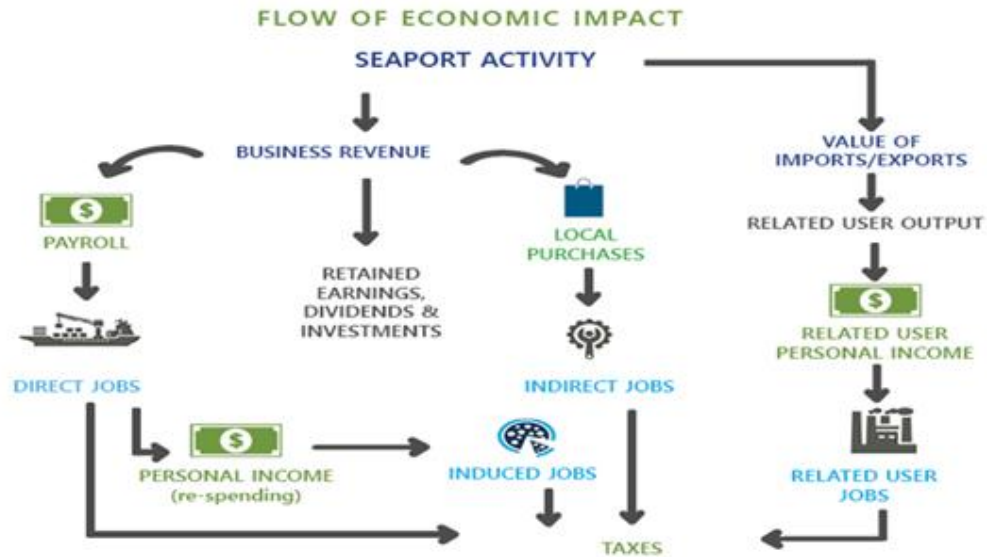 FLOW OF ECONOMIC IMPACT
SEAPORT ACTIVITY
BUSINESS REVENUE
VALUE OF
IMPORTS/EXPORTS
$
PAYROLL
RETAINED
EARNINGS,
DIVIDENDS &
INVESTMENTS
LOCAL
PURCHASES
RELATED USER OUTPUT
$
RELATED USER
PERSONAL INCOME
DIRECT JOBS
INDIRECT JOBS
$
PERSONAL INCOME
(re-spending)
INDUCED JOBS
RELATED USER
JOBS
TAXES